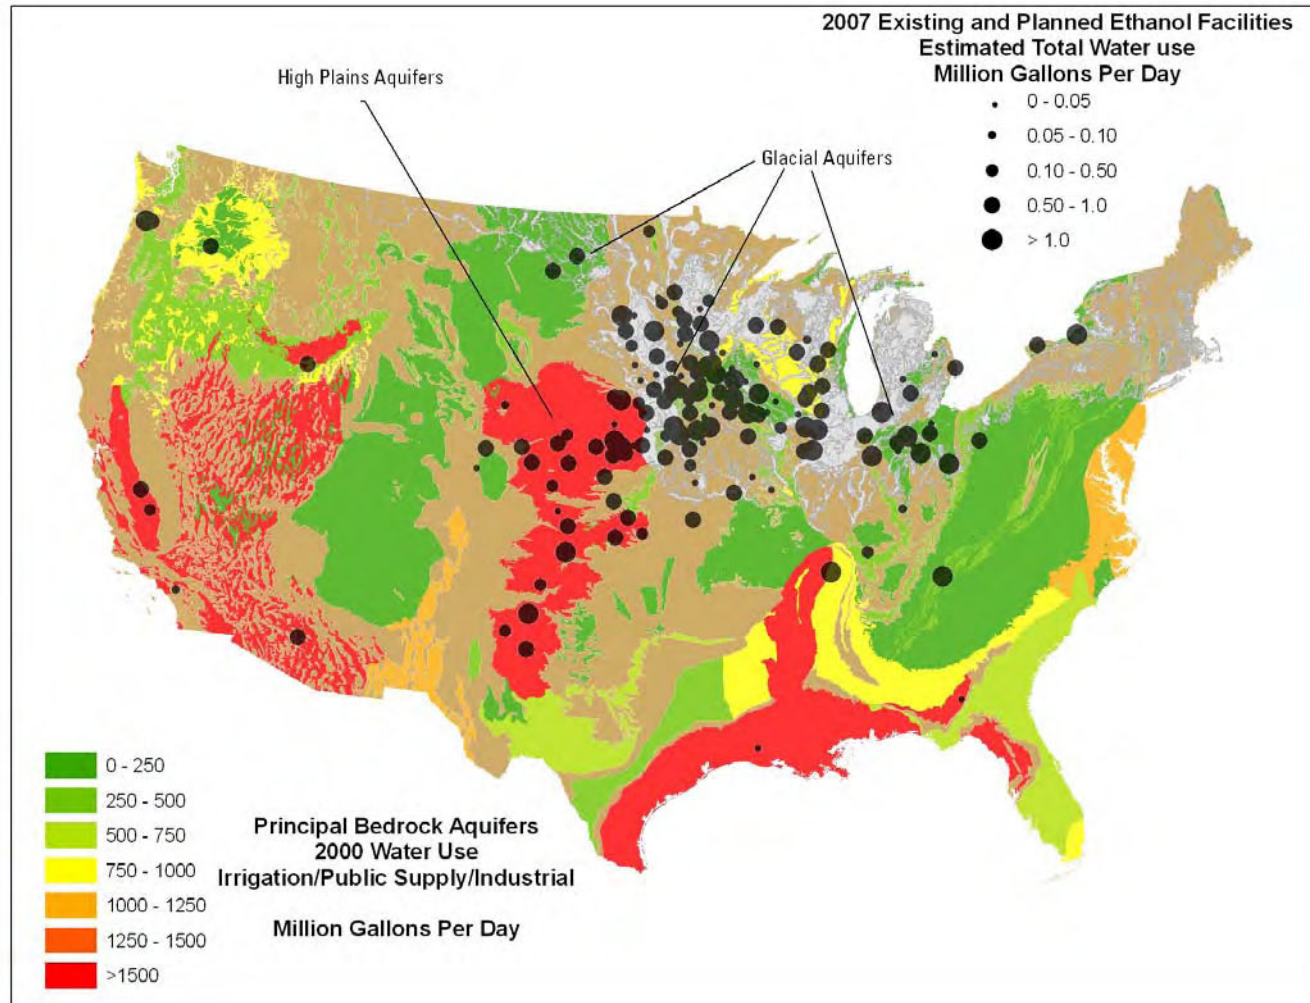 2007 Existing and Planned Ethanol Facilities
Estimated Total Water use
Million Gallons Per Day
0 - 0.05
0.05 - 0.10
0.10 - 0.50
0.50 - 1.0
> 1.0
High Plains Aquifers
Glacial Aquifers
0 - 250
250 - 500
500 - 750
750 - 1000
1000 - 1250
1250 - 1500
>1500
Principal Bedrock Aquifers
2000 Water Use
Irrigation/Public Supply/Industrial
Million Gallons Per Day